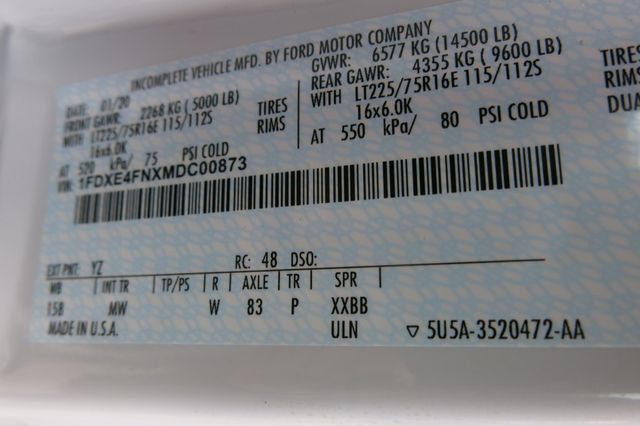 INCOMPLETE VEHICLE MFD. BY FORD MOTOR COMPANY
DATE: 01/20 GVWR: 6577 KG (14500 LB)
FRONT GAWR: 2268 KG (5000 LB) REAR GAWR: 4355 KG (9600 LB)
WITH LT225/75R16E 115/112S TIRES WITH LT225/75R16E 115/112S TIRES
16x6.0K RIMS 16x6.0K RIMS
AT 520 kPa/ 75 PSI COLD AT 550 kPa/ 80 PSI COLD DUA
VIN: 1FDXE4FNXMDC00873
EXT PNT: YZ RC: 48 DSO:
WB INT TR TP/PS R AXLE TR SPR
158 MW W 83 P XXBB
MADE IN U.S.A. ULN ▽ 5U5A-3520472-AA